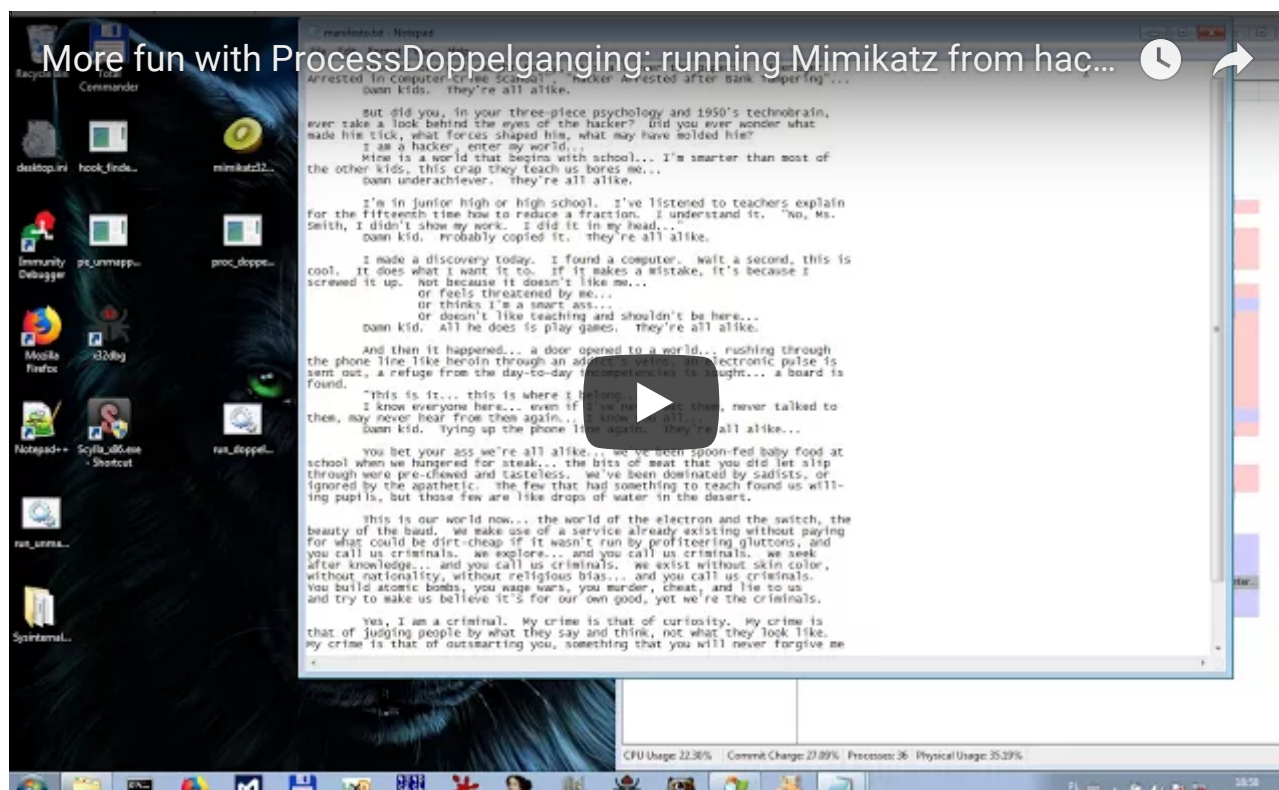 manifesto.txt - Notepad
More fun with ProcessDoppelganging: running Mimikatz from hac...
Recycle Bin
Total Commander
desktop.ini
hook_finde...
mimikatz32...
Immunity Debugger
pe_unmapp...
proc_doppe...
Mozilla Firefox
x32dbg
Notepad++
Scylla_x86.exe - Shortcut
run_doppel...
run_unma...
Sysinternal...
Arrested in Computer Crime Scandal", "Hacker Arrested after Bank Tampering"...
Damn kids. They're all alike.
But did you, in your three-piece psychology and 1950's technobrain,
ever take a look behind the eyes of the hacker? Did you ever wonder what
made him tick, what forces shaped him, what may have molded him?
I am a hacker, enter my world...
Mine is a world that begins with school... I'm smarter than most of
the other kids, this crap they teach us bores me...
Damn underachiever. They're all alike.
I'm in junior high or high school. I've listened to teachers explain
for the fifteenth time how to reduce a fraction. I understand it. "No, Ms.
Smith, I didn't show my work. I did it in my head..."
Damn kid. Probably copied it. They're all alike.
I made a discovery today. I found a computer. Wait a second, this is
cool. It does what I want it to. If it makes a mistake, it's because I
screwed it up. Not because it doesn't like me...
Or feels threatened by me...
Or thinks I'm a smart ass...
Or doesn't like teaching and shouldn't be here...
Damn kid. All he does is play games. They're all alike.
And then it happened... a door opened to a world... rushing through
the phone line like heroin through an addict's veins, an electronic pulse is
sent out, a refuge from the day-to-day incompetencies is sought... a board is
found.
"This is it... this is where I belong...
I know everyone here... even if I've never met them, never talked to
them, may never hear from them again... I know you all...
Damn kid. Tying up the phone line again. They're all alike...
You bet your ass we're all alike... we've been spoon-fed baby food at
school when we hungered for steak... the bits of meat that you did let slip
through were pre-chewed and tasteless. We've been dominated by sadists, or
ignored by the apathetic. The few that had something to teach found us will-
ing pupils, but those few are like drops of water in the desert.
This is our world now... the world of the electron and the switch, the
beauty of the baud. We make use of a service already existing without paying
for what could be dirt-cheap if it wasn't run by profiteering gluttons, and
you call us criminals. We explore... and you call us criminals. We seek
after knowledge... and you call us criminals. We exist without skin color,
without nationality, without religious bias... and you call us criminals.
You build atomic bombs, you wage wars, you murder, cheat, and lie to us
and try to make us believe it's for our own good, yet we're the criminals.
Yes, I am a criminal. My crime is that of curiosity. My crime is
that of judging people by what they say and think, not what they look like.
My crime is that of outsmarting you, something that you will never forgive me
CPU Usage: 22.30% Commit Charge: 27.09% Processes: 36 Physical Usage: 35.19%
PL
18:58